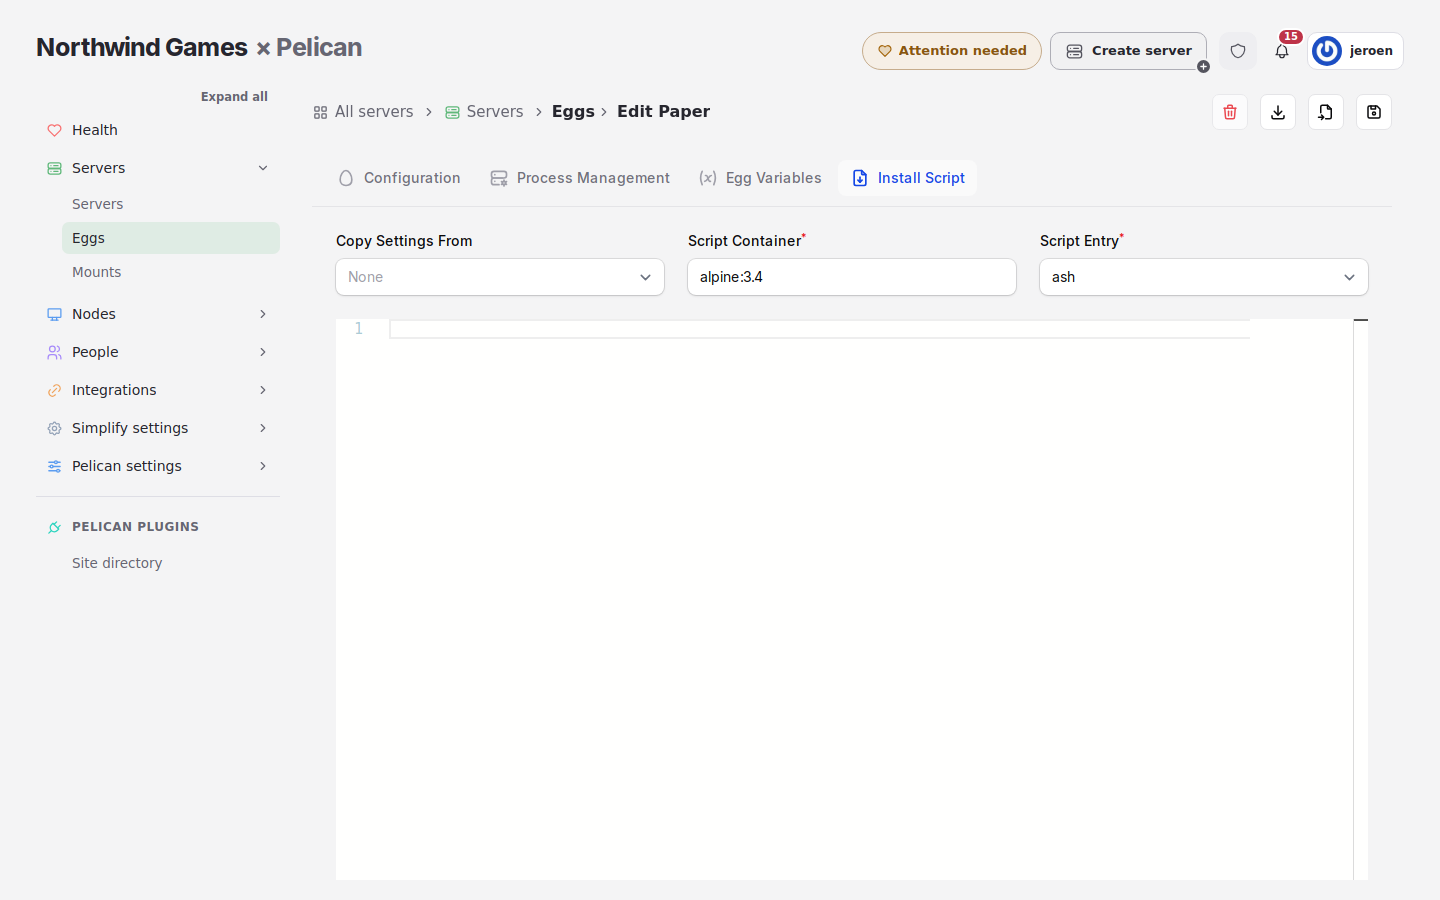 Northwind Games × Pelican
Attention needed
Create server
15
jeroen
Expand all
Health
Servers
Servers
Eggs
Mounts
Nodes
People
Integrations
Simplify settings
Pelican settings
PELICAN PLUGINS
Site directory
All servers > Servers > Eggs > Edit Paper
Configuration
Process Management
(x) Egg Variables
Install Script
Copy Settings From
Script Container*
Script Entry*
None
alpine:3.4
ash
1